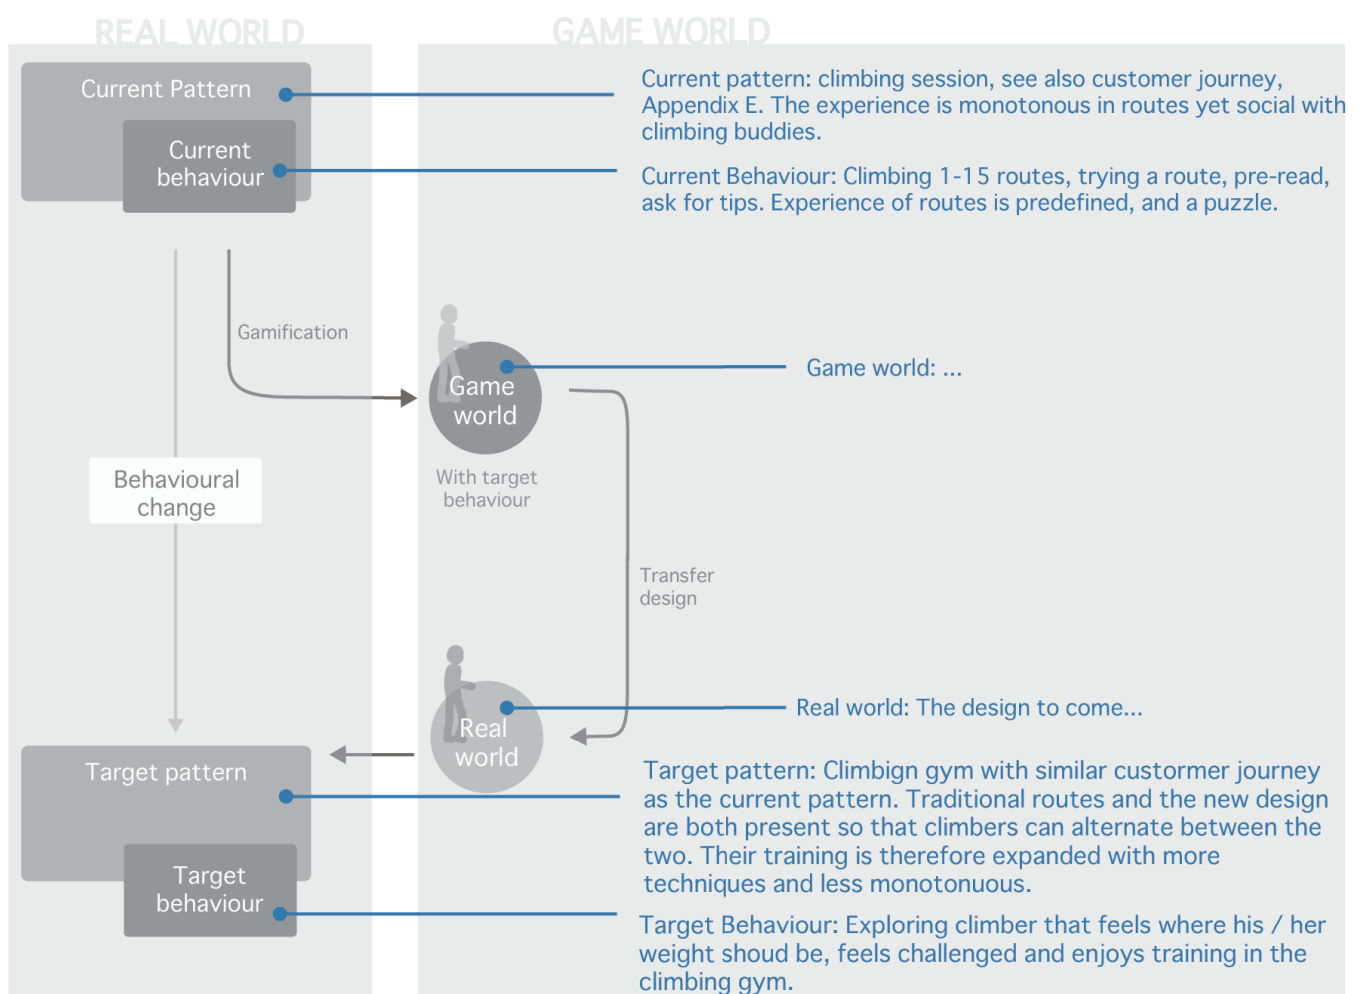 REAL WORLD
GAME WORLD
Current Pattern
Current pattern: climbing session, see also customer journey,
Appendix E. The experience is monotonous in routes yet social with
climbing buddies.
Current
behaviour
Current Behaviour: Climbing 1-15 routes, trying a route, pre-read,
ask for tips. Experience of routes is predefined, and a puzzle.
Gamification
Game
world
Game world: ...
With target
behaviour
Behavioural
change
Transfer
design
Real
world
Real world: The design to come...
Target pattern
Target pattern: Climbign gym with similar custormer journey
as the current pattern. Traditional routes and the new design
are both present so that climbers can alternate between the
two. Their training is therefore expanded with more
techniques and less monotonuous.
Target
behaviour
Target Behaviour: Exploring climber that feels where his / her
weight shoud be, feels challenged and enjoys training in the
climbing gym.